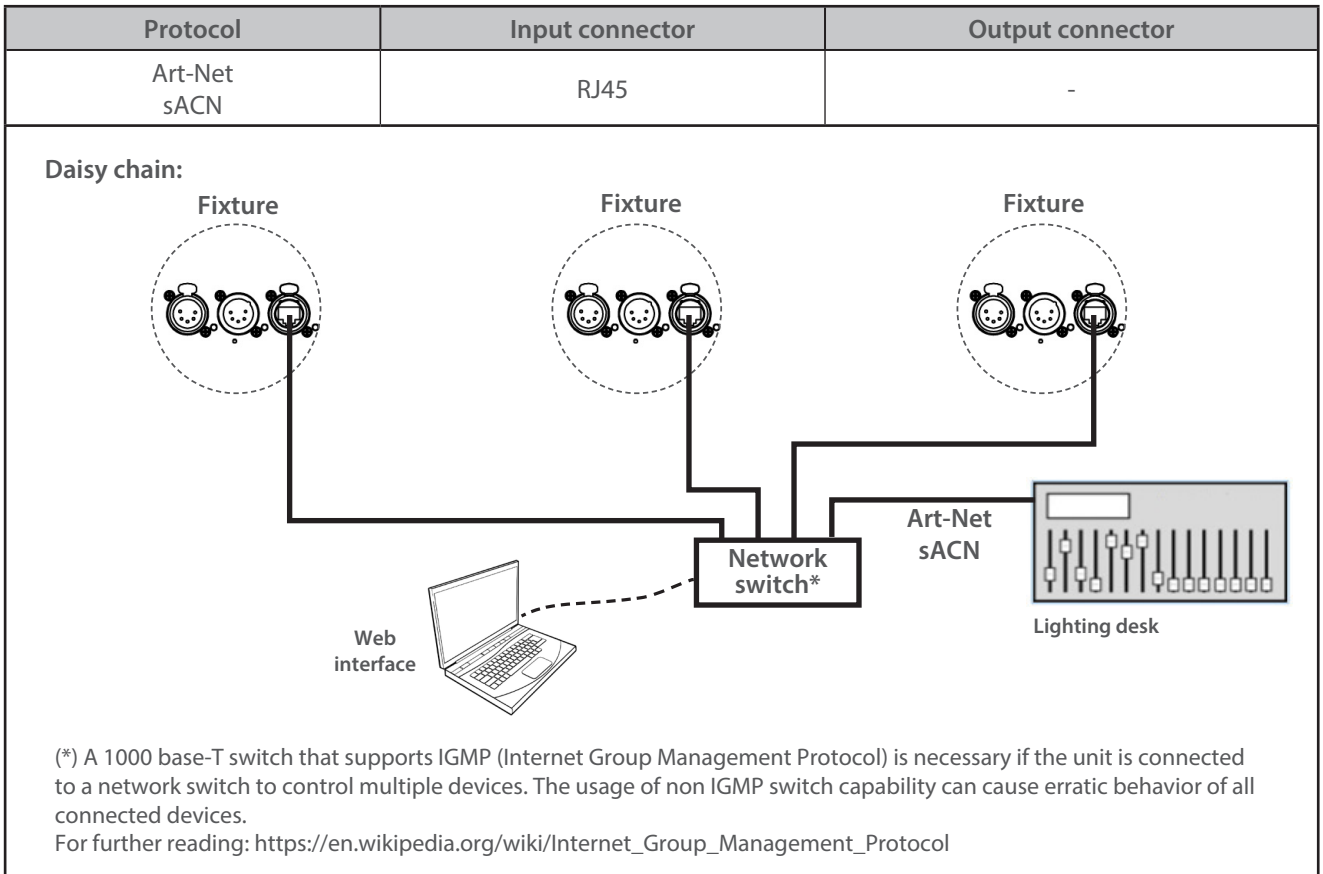 Protocol Input connector Output connector
Art-Net
sACN
RJ45
-
Daisy chain:
Fixture Fixture Fixture
Art-Net
sACN
Network
switch*
Web
interface
Lighting desk
(*) A 1000 base-T switch that supports IGMP (Internet Group Management Protocol) is necessary if the unit is connected
to a network switch to control multiple devices. The usage of non IGMP switch capability can cause erratic behavior of all
connected devices.
For further reading: https://en.wikipedia.org/wiki/Internet_Group_Management_Protocol